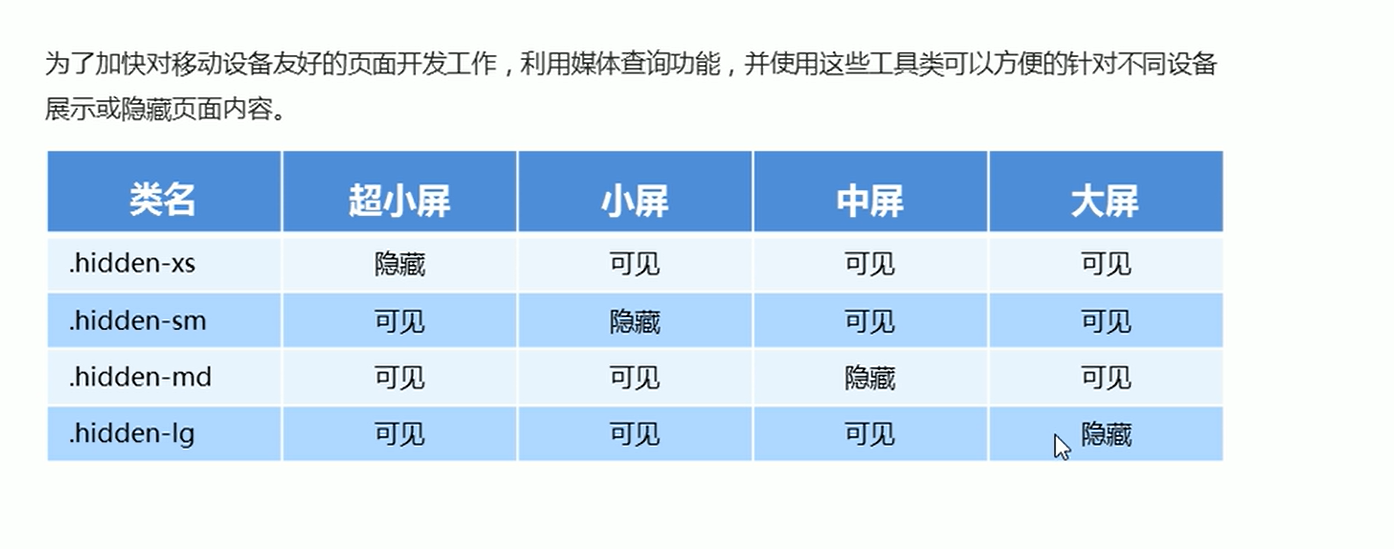 为了加快对移动设备友好的页面开发工作，利用媒体查询功能，并使用这些工具类可以方便的针对不同设备
展示或隐藏页面内容。
类名 超小屏 小屏 中屏 大屏
.hidden-xs 隐藏 可见 可见 可见
.hidden-sm 可见 隐藏 可见 可见
.hidden-md 可见 可见 隐藏 可见
.hidden-lg 可见 可见 可见 隐藏